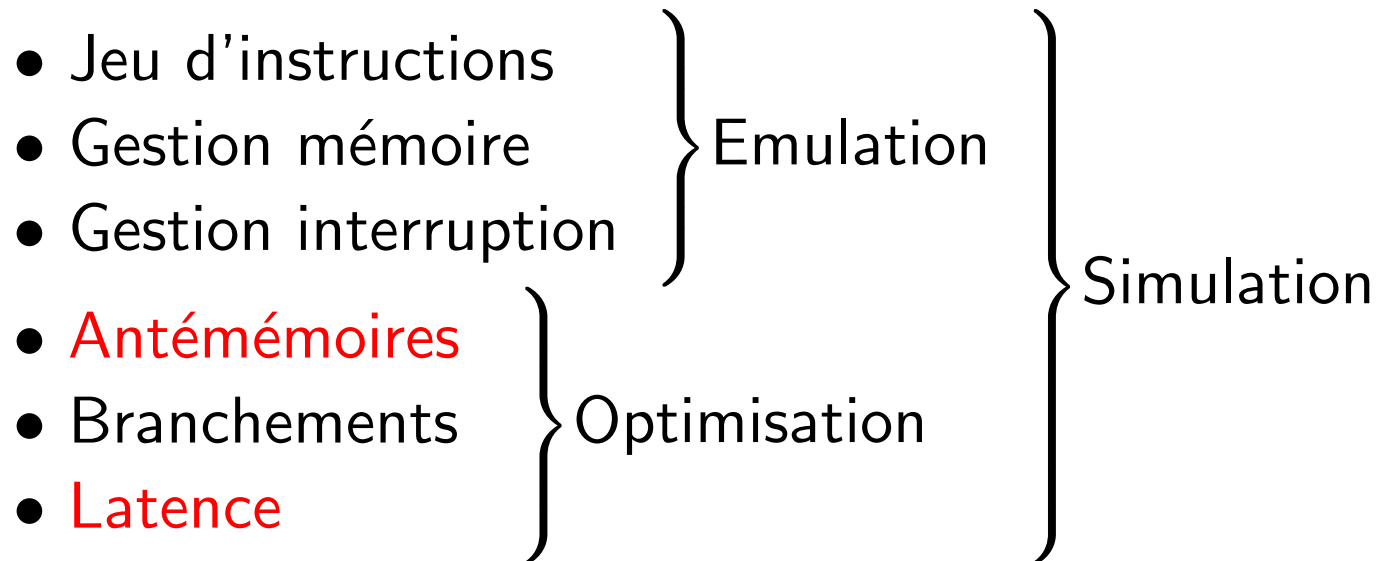 • Jeu d'instructions
• Gestion mémoire
• Gestion interruption
Emulation
• Antémémoires
• Branchements
• Latence
Optimisation
Simulation